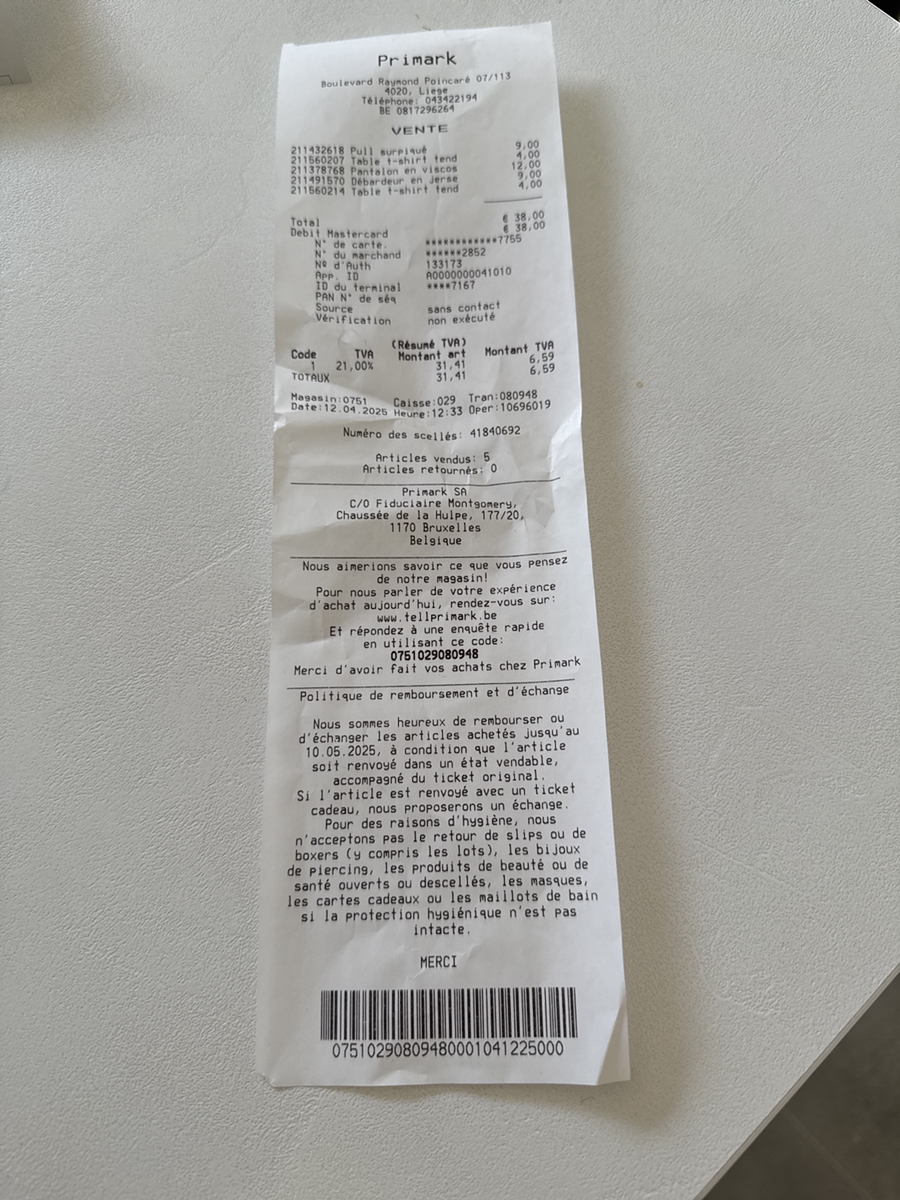 Primark
Boulevard Raymond Poincaré 07/113
4020, Liege
Téléphone: 043422194
BE 0817296264
VENTE
211432618 Pull surpiqué 9,00
211560207 Table t-shirt tend 4,00
211378768 Pantalon en viscos 12,00
211491570 Débardeur en jerse 9,00
211560214 Table t-shirt tend 4,00
Total € 38,00
Debit Mastercard € 38,00
N° de carte. ************7755
N° du marchand ******2852
Nº d'Auth 133173
App. ID A0000000041010
ID du terminal ****7167
PAN N° de séq
Source sans contact
Vérification non exécuté
(Résumé TVA)
Code TVA Montant art Montant TVA
1 21,00% 31,41 6,59
TOTAUX 31,41 6,59
Magasin:0751 Caisse:029 Tran:080948
Date:12.04.2025 Heure:12:33 Oper:10696019
Numéro des scellés: 41840692
Articles vendus: 5
Articles retournés: 0
Primark SA
C/O Fiduciaire Montgomery,
Chaussée de la Hulpe, 177/20,
1170 Bruxelles
Belgique
Nous aimerions savoir ce que vous pensez
de notre magasin!
Pour nous parler de votre expérience
d'achat aujourd'hui, rendez-vous sur:
www.tellprimark.be
Et répondez à une enquête rapide
en utilisant ce code:
0751029080948
Merci d'avoir fait vos achats chez Primark
Politique de remboursement et d'échange
Nous sommes heureux de rembourser ou
d'échanger les articles achetés jusqu'au
10.05.2025, à condition que l'article
soit renvoyé dans un état vendable,
accompagné du ticket original.
Si l'article est renvoyé avec un ticket
cadeau, nous proposerons un échange.
Pour des raisons d'hygiène, nous
n'acceptons pas le retour de slips ou de
boxers (y compris les lots), les bijoux
de piercing, les produits de beauté ou de
santé ouverts ou descellés, les masques,
les cartes cadeaux ou les maillots de bain
si la protection hygiénique n'est pas
intacte.
MERCI
07510290809480001041225000